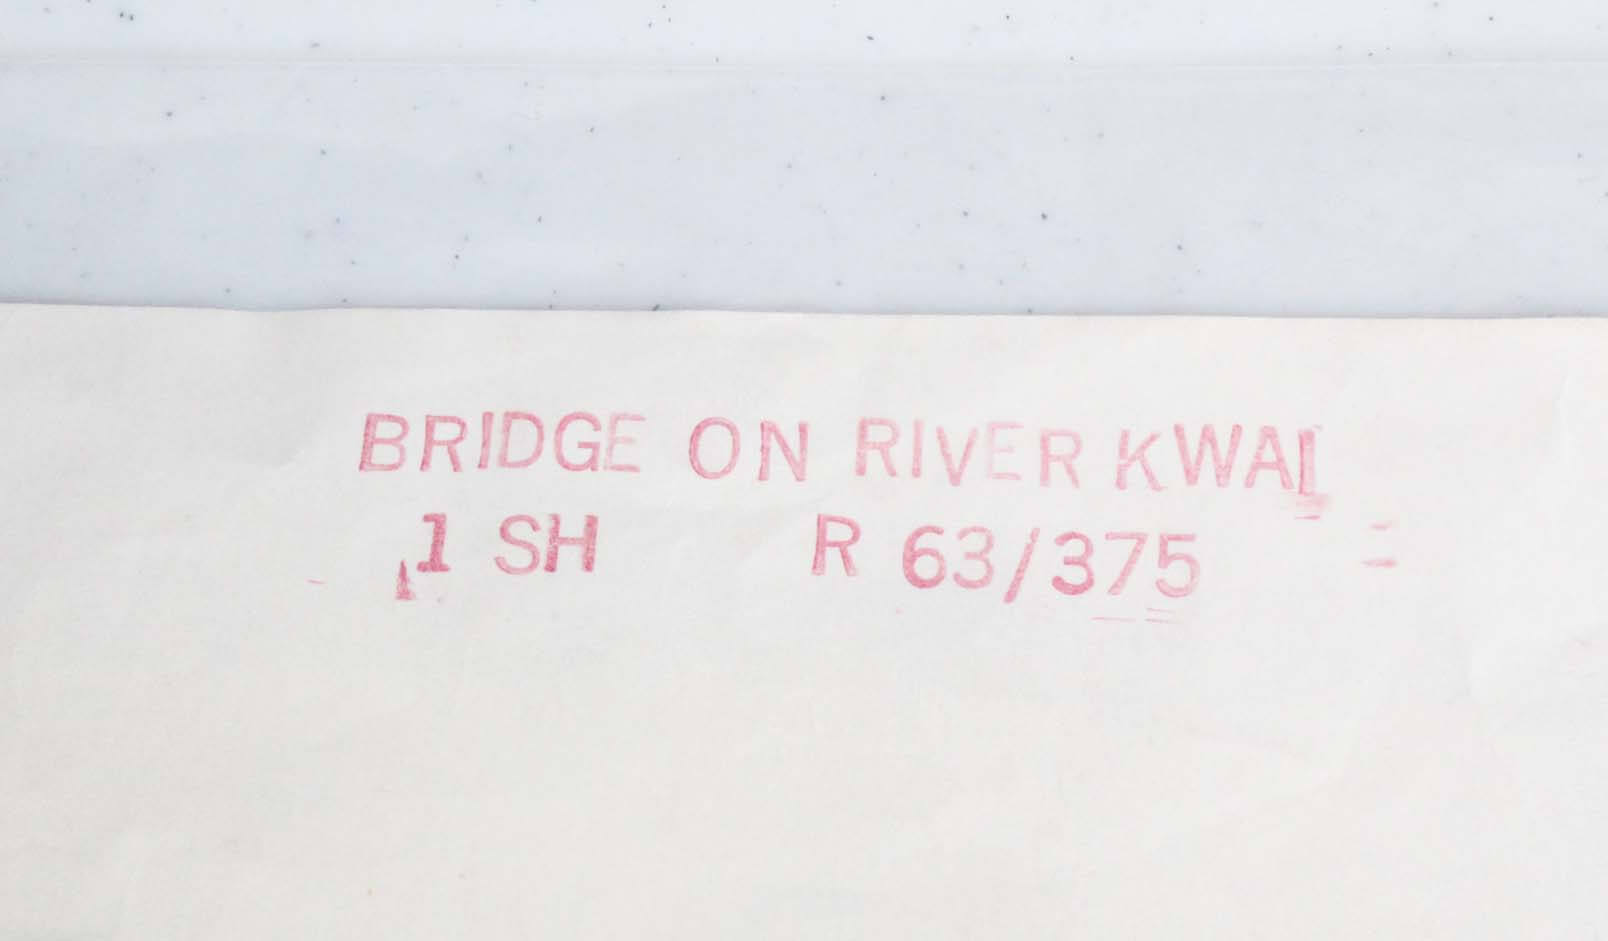 BRIDGE ON RIVER KWAI
1 SH R 63/375